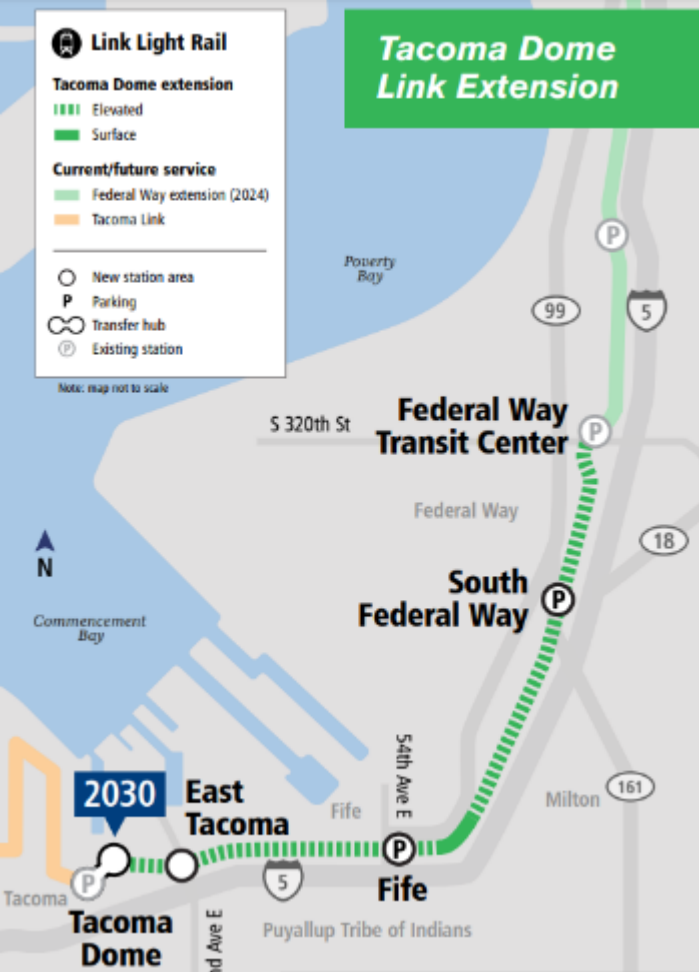 Tacoma Dome
Link Extension
Link Light Rail
Tacoma Dome extension
Elevated
Surface
Current/future service
Federal Way extension (2024)
Tacoma Link
New station area
P Parking
Transfer hub
P Existing station
Note: map not to scale
Poverty
Bay
P
99
5
S 320th St
Federal Way
Transit Center
P
Federal Way
18
N
South
Federal Way
P
Commencement
Bay
54th Ave E
2030
East
Tacoma
Fife
Milton
161
P
5
Fife
P
Tacoma
Tacoma
Dome
Ave E
Puyallup Tribe of Indians